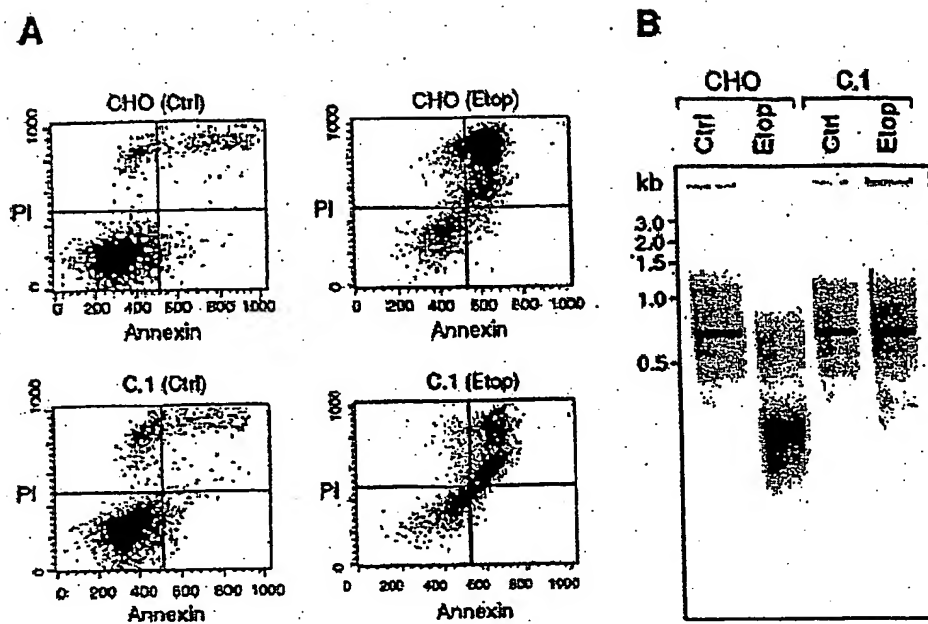 A
B
CHO (Ctrl)
CHO (Etop)
1000
PI
0
0 200 400 600 800 1000
Annexin
1000
PI
0
0 200 400 600 800 1000
Annexin
C.1 (Ctrl)
C.1 (Etop)
1000
PI
0
0 200 400 600 800 1000
Annexin
1000
PI
0
0 200 400 600 800 1000
Annexin
CHO C.1
Ctrl Etop Ctrl Etop
kb
3.0
2.0
1.5
1.0
0.5